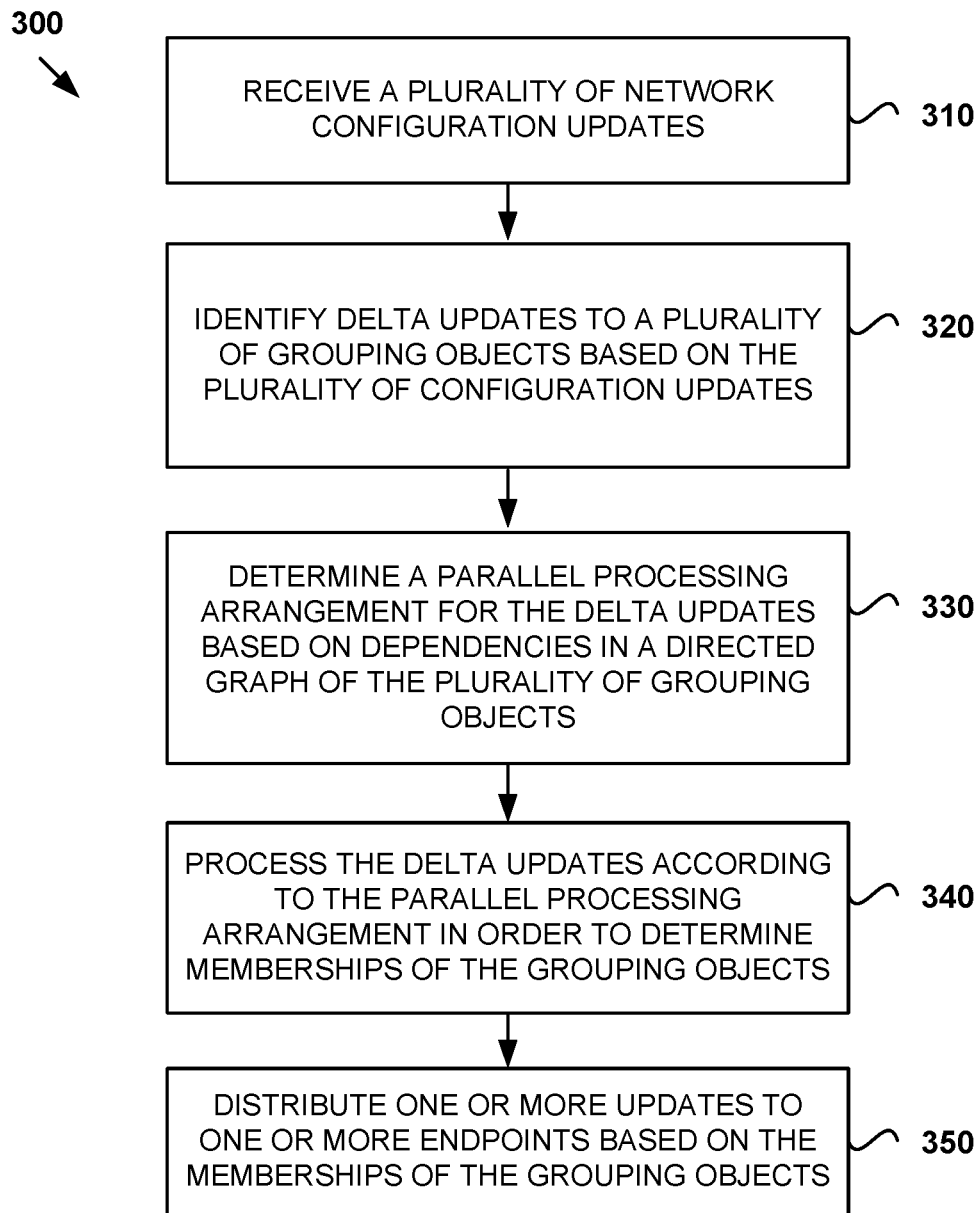 300
RECEIVE A PLURALITY OF NETWORK
CONFIGURATION UPDATES
310
IDENTIFY DELTA UPDATES TO A PLURALITY
OF GROUPING OBJECTS BASED ON THE
PLURALITY OF CONFIGURATION UPDATES
320
DETERMINE A PARALLEL PROCESSING
ARRANGEMENT FOR THE DELTA UPDATES
BASED ON DEPENDENCIES IN A DIRECTED
GRAPH OF THE PLURALITY OF GROUPING
OBJECTS
330
PROCESS THE DELTA UPDATES ACCORDING
TO THE PARALLEL PROCESSING
ARRANGEMENT IN ORDER TO DETERMINE
MEMBERSHIPS OF THE GROUPING OBJECTS
340
DISTRIBUTE ONE OR MORE UPDATES TO
ONE OR MORE ENDPOINTS BASED ON THE
MEMBERSHIPS OF THE GROUPING OBJECTS
350